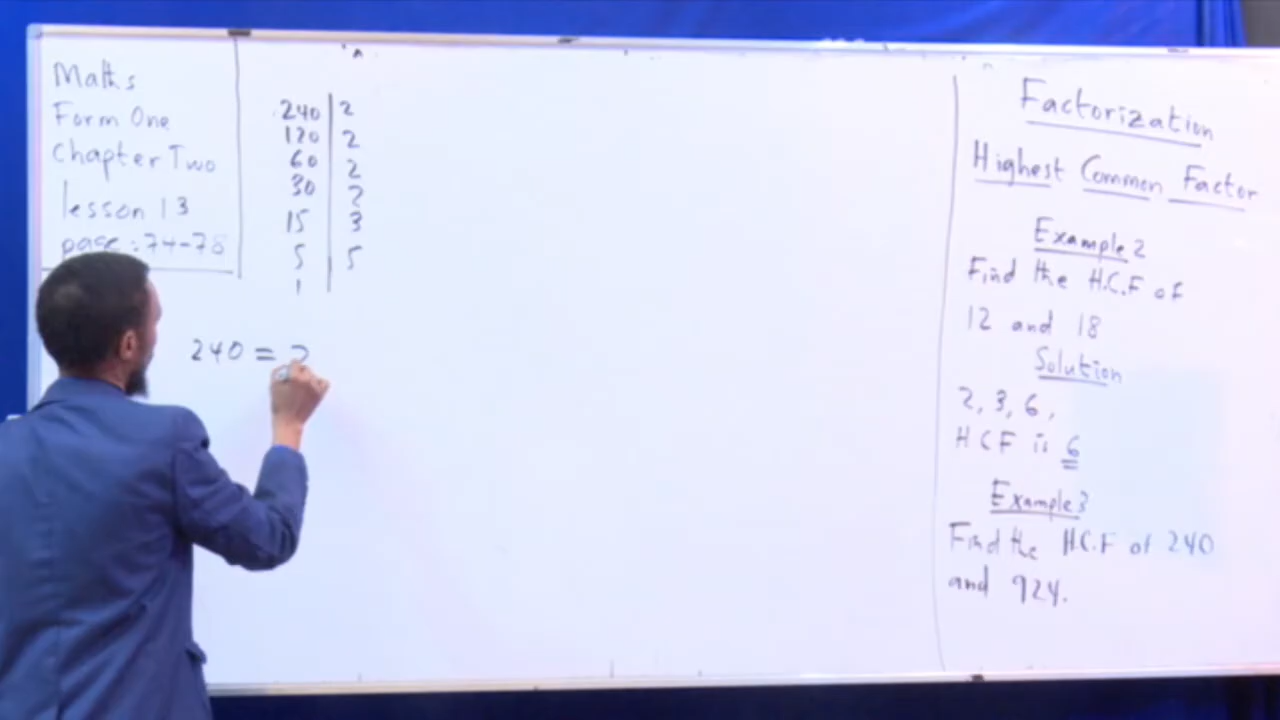 Maths
Form One
Chapter Two
lesson 13
page: 74-78
240 2
120 2
60 2
30 2
15 3
5 5
1
240 = 2
Factorization
Highest Common Factor
Example 2
Find the H.C.F of
12 and 18
Solution
2, 3, 6,
HCF is 6
Example 3
Find the H.C.F of 240
and 924.